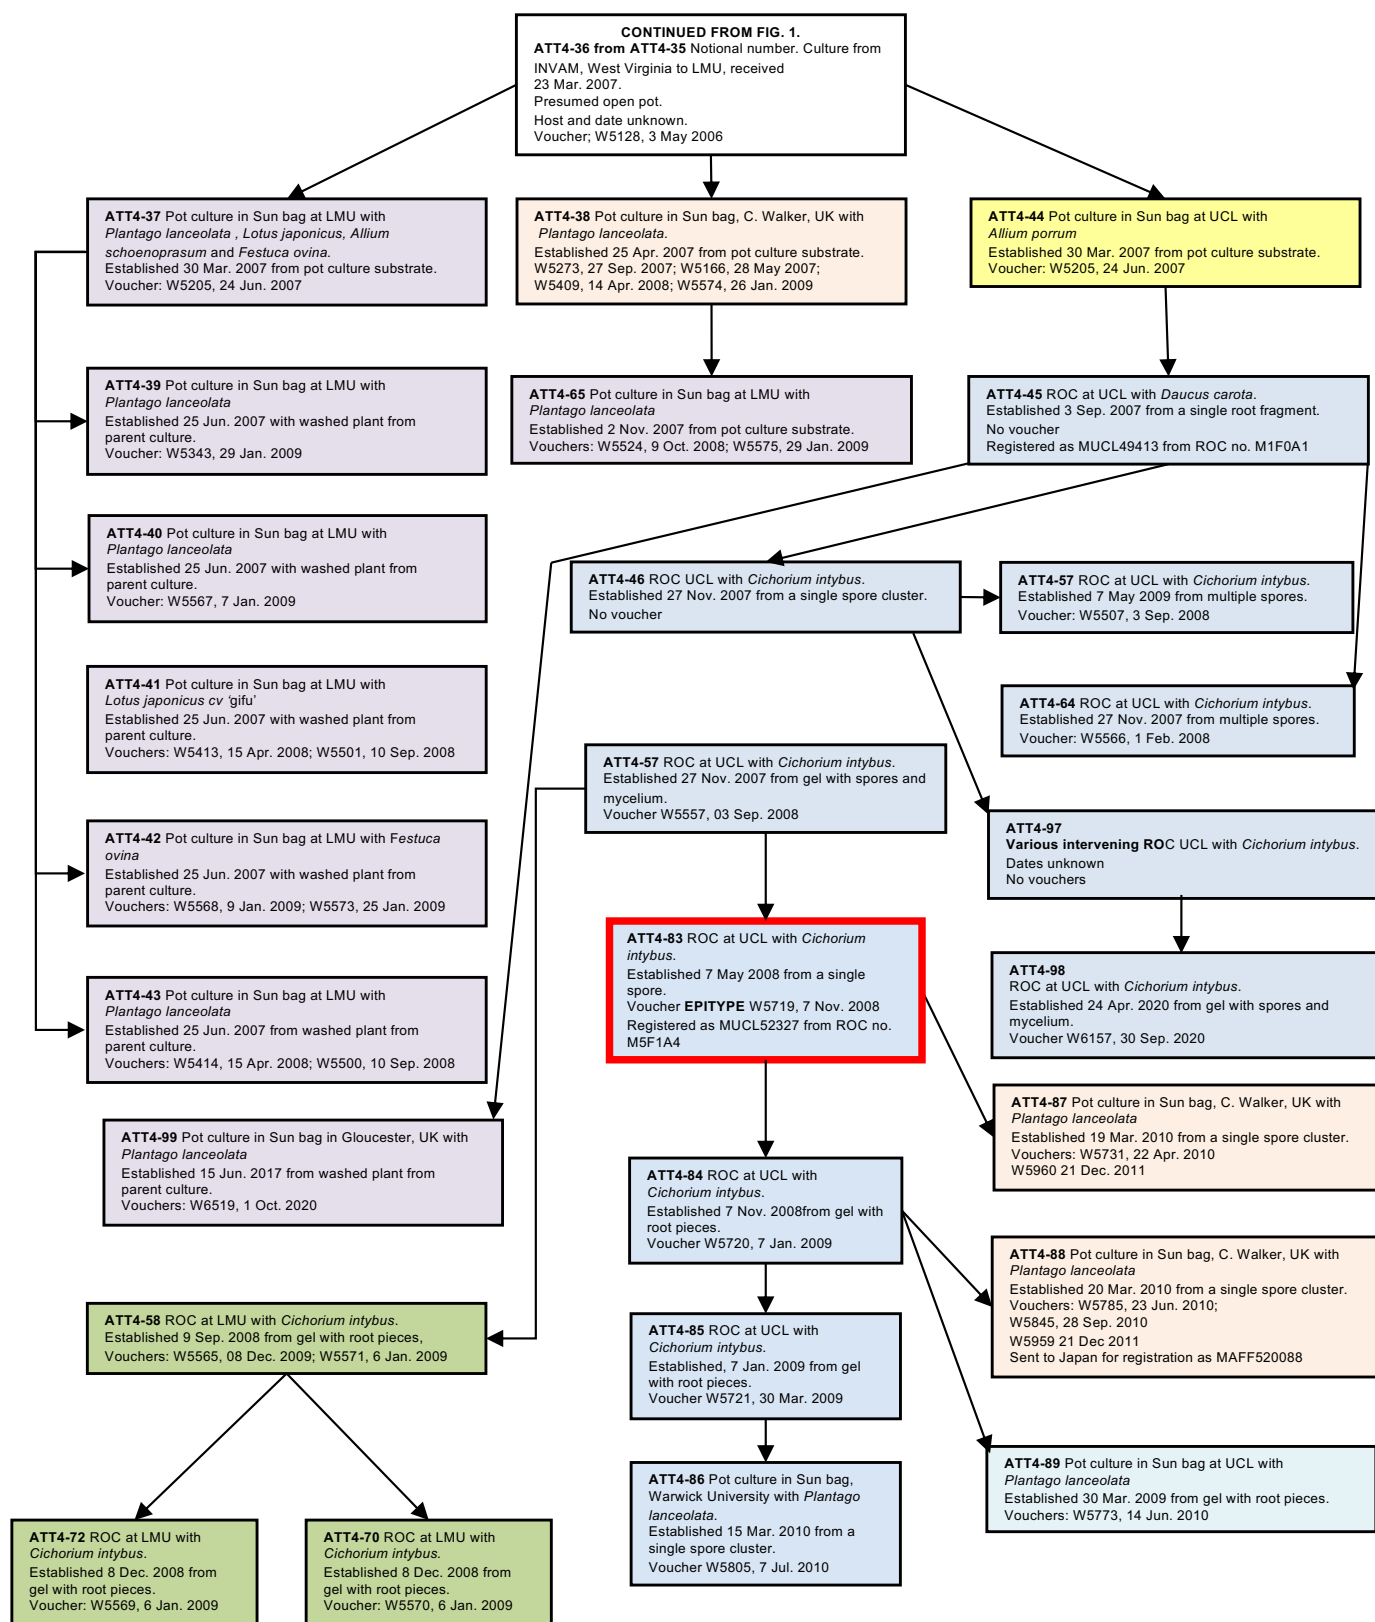 CONTINUED FROM FIG. 1.
ATT4-36 from ATT4-35 Notional number. Culture from
INVAM, West Virginia to LMU, received
23 Mar. 2007.
Presumed open pot.
Host and date unknown.
Voucher; W5128, 3 May 2006
ATT4-37 Pot culture in Sun bag at LMU with
Plantago lanceolata , Lotus japonicus, Allium
schoenoprasum and Festuca ovina.
Established 30 Mar. 2007 from pot culture substrate.
Voucher: W5205, 24 Jun. 2007
ATT4-38 Pot culture in Sun bag, C. Walker, UK with
Plantago lanceolata.
Established 25 Apr. 2007 from pot culture substrate.
W5273, 27 Sep. 2007; W5166, 28 May 2007;
W5409, 14 Apr. 2008; W5574, 26 Jan. 2009
ATT4-44 Pot culture in Sun bag at UCL with
Allium porrum
Established 30 Mar. 2007 from pot culture substrate.
Voucher: W5205, 24 Jun. 2007
ATT4-39 Pot culture in Sun bag at LMU with
Plantago lanceolata
Established 25 Jun. 2007 with washed plant from
parent culture.
Voucher: W5343, 29 Jan. 2009
ATT4-65 Pot culture in Sun bag at LMU with
Plantago lanceolata
Established 2 Nov. 2007 from pot culture substrate.
Vouchers: W5524, 9 Oct. 2008; W5575, 29 Jan. 2009
ATT4-45 ROC at UCL with Daucus carota.
Established 3 Sep. 2007 from a single root fragment.
No voucher
Registered as MUCL49413 from ROC no. M1F0A1
ATT4-40 Pot culture in Sun bag at LMU with
Plantago lanceolata
Established 25 Jun. 2007 with washed plant from
parent culture.
Voucher: W5567, 7 Jan. 2009
ATT4-46 ROC UCL with Cichorium intybus.
Established 27 Nov. 2007 from a single spore cluster.
No voucher
ATT4-57 ROC at UCL with Cichorium intybus.
Established 7 May 2009 from multiple spores.
Voucher: W5507, 3 Sep. 2008
ATT4-41 Pot culture in Sun bag at LMU with
Lotus japonicus cv 'gifu'
Established 25 Jun. 2007 with washed plant from
parent culture.
Vouchers: W5413, 15 Apr. 2008; W5501, 10 Sep. 2008
ATT4-64 ROC at UCL with Cichorium intybus.
Established 27 Nov. 2007 from multiple spores.
Voucher: W5566, 1 Feb. 2008
ATT4-57 ROC at UCL with Cichorium intybus.
Established 27 Nov. 2007 from gel with spores and
mycelium.
Voucher W5557, 03 Sep. 2008
ATT4-42 Pot culture in Sun bag at LMU with Festuca
ovina
Established 25 Jun. 2007 with washed plant from
parent culture.
Vouchers: W5568, 9 Jan. 2009; W5573, 25 Jan. 2009
ATT4-97
Various intervening ROC UCL with Cichorium intybus.
Dates unknown
No vouchers
ATT4-83 ROC at UCL with Cichorium
intybus.
Established 7 May 2008 from a single
spore.
Voucher EPITYPE W5719, 7 Nov. 2008
Registered as MUCL52327 from ROC no.
M5F1A4
ATT4-98
ROC at UCL with Cichorium intybus.
Established 24 Apr. 2020 from gel with spores and
mycelium.
Voucher W6157, 30 Sep. 2020
ATT4-43 Pot culture in Sun bag at LMU with
Plantago lanceolata
Established 25 Jun. 2007 from washed plant from
parent culture.
Vouchers: W5414, 15 Apr. 2008; W5500, 10 Sep. 2008
ATT4-87 Pot culture in Sun bag, C. Walker, UK with
Plantago lanceolata
Established 19 Mar. 2010 from a single spore cluster.
Vouchers: W5731, 22 Apr. 2010
W5960 21 Dec. 2011
ATT4-99 Pot culture in Sun bag in Gloucester, UK with
Plantago lanceolata
Established 15 Jun. 2017 from washed plant from
parent culture.
Vouchers: W6519, 1 Oct. 2020
ATT4-84 ROC at UCL with
Cichorium intybus.
Established 7 Nov. 2008from gel with
root pieces.
Voucher W5720, 7 Jan. 2009
ATT4-88 Pot culture in Sun bag, C. Walker, UK with
Plantago lanceolata
Established 20 Mar. 2010 from a single spore cluster.
Vouchers: W5785, 23 Jun. 2010;
W5845, 28 Sep. 2010
W5959 21 Dec 2011
Sent to Japan for registration as MAFF520088
ATT4-58 ROC at LMU with Cichorium intybus.
Established 9 Sep. 2008 from gel with root pieces,
Vouchers: W5565, 08 Dec. 2009; W5571, 6 Jan. 2009
ATT4-85 ROC at UCL with
Cichorium intybus.
Established, 7 Jan. 2009 from gel
with root pieces.
Voucher W5721, 30 Mar. 2009
ATT4-89 Pot culture in Sun bag at UCL with
Plantago lanceolata
Established 30 Mar. 2009 from gel with root pieces.
Vouchers: W5773, 14 Jun. 2010
ATT4-86 Pot culture in Sun bag,
Warwick University with Plantago
lanceolata.
Established 15 Mar. 2010 from a
single spore cluster.
Voucher W5805, 7 Jul. 2010
ATT4-72 ROC at LMU with
Cichorium intybus.
Established 8 Dec. 2008 from
gel with root pieces.
Voucher: W5569, 6 Jan. 2009
ATT4-70 ROC at LMU with
Cichorium intybus.
Established 8 Dec. 2008 from
gel with root pieces.
Voucher: W5570, 6 Jan. 2009